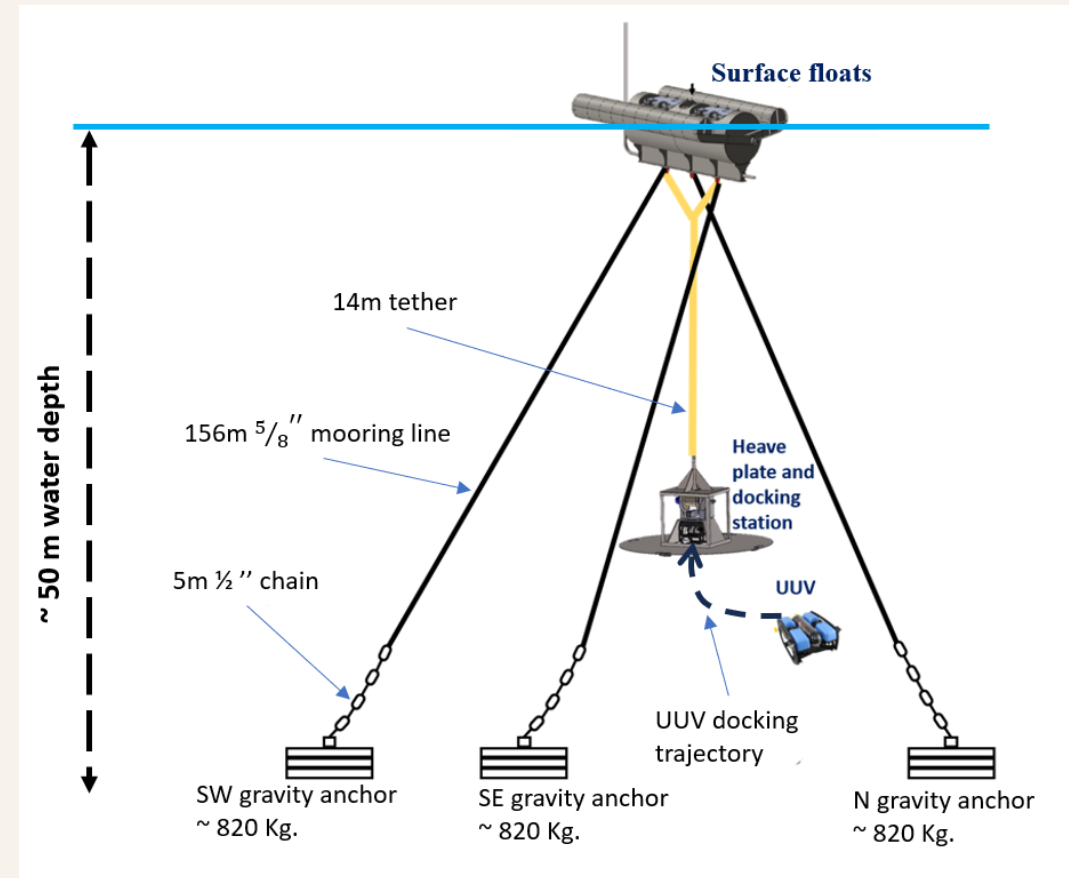 Surface floats
~ 50 m water depth
14m tether
156m ⁵/₈″ mooring line
Heave
plate and
docking
station
5m ½ ’’ chain
UUV
UUV docking
trajectory
SW gravity anchor
~ 820 Kg.
SE gravity anchor
~ 820 Kg.
N gravity anchor
~ 820 Kg.